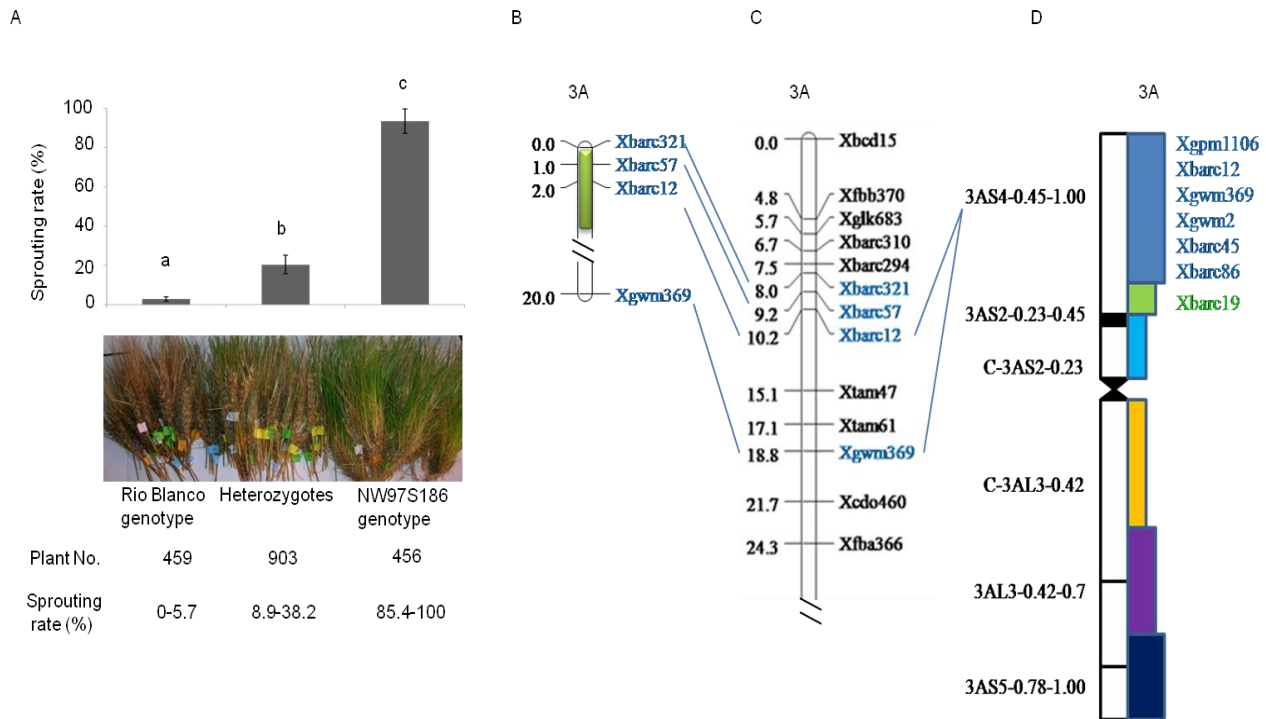 A
B
C
D
Sprouting rate (%)
100
80
60
40
20
0
a
b
c
Rio Blanco
genotype
Heterozygotes
NW97S186
genotype
Plant No.
459
903
456
Sprouting
rate (%)
0-5.7
8.9-38.2
85.4-100
3A
0.0 Xbarc321
1.0 Xbarc57
2.0 Xbarc12
20.0 Xgwm369
3A
0.0 Xbcd15
4.8 Xfbb370
5.7 Xglk683
6.7 Xbarc310
7.5 Xbarc294
8.0 Xbarc321
9.2 Xbarc57
10.2 Xbarc12
15.1 Xtam47
17.1 Xtam61
18.8 Xgwm369
21.7 Xcdo460
24.3 Xfba366
3A
3AS4-0.45-1.00
3AS2-0.23-0.45
C-3AS2-0.23
C-3AL3-0.42
3AL3-0.42-0.7
3AS5-0.78-1.00
Xgpm1106
Xbarc12
Xgwm369
Xgwm2
Xbarc45
Xbarc86
Xbarc19